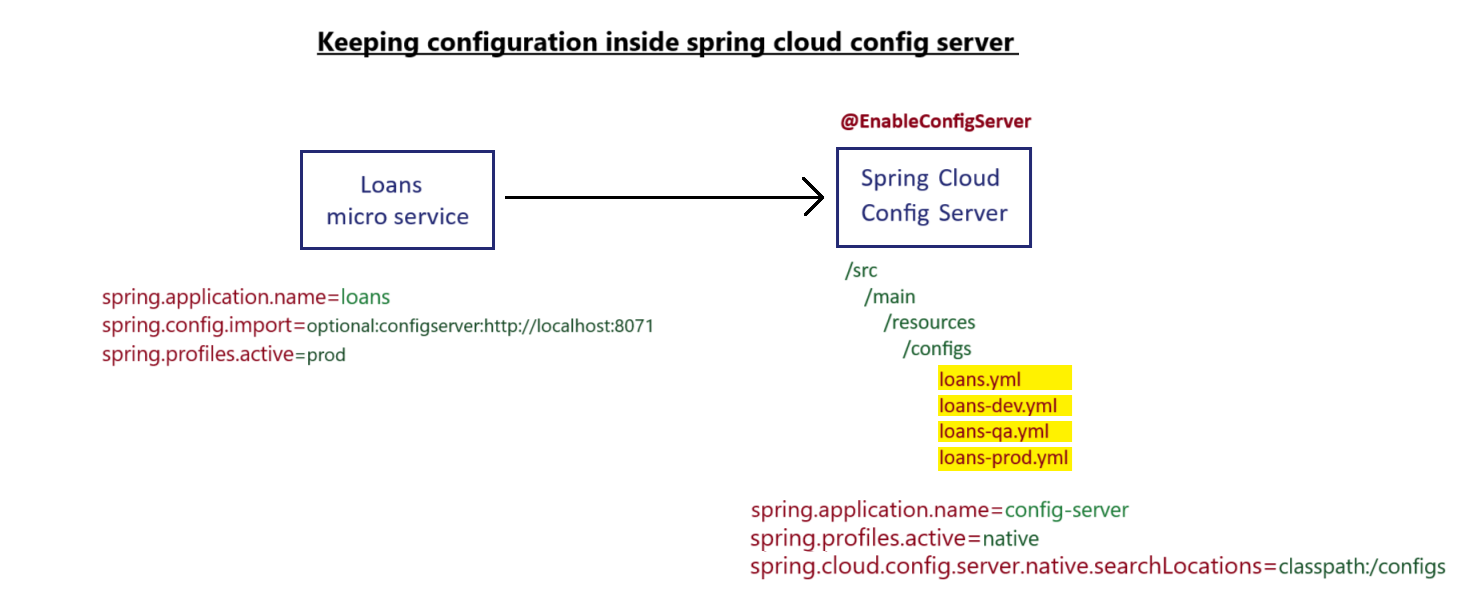 Keeping configuration inside spring cloud config server
@EnableConfigServer
Loans
micro service
Spring Cloud
Config Server
spring.application.name=loans
spring.config.import=optional:configserver:http://localhost:8071
spring.profiles.active=prod
/src
/main
/resources
/configs
loans.yml
loans-dev.yml
loans-qa.yml
loans-prod.yml
spring.application.name=config-server
spring.profiles.active=native
spring.cloud.config.server.native.searchLocations=classpath:/configs